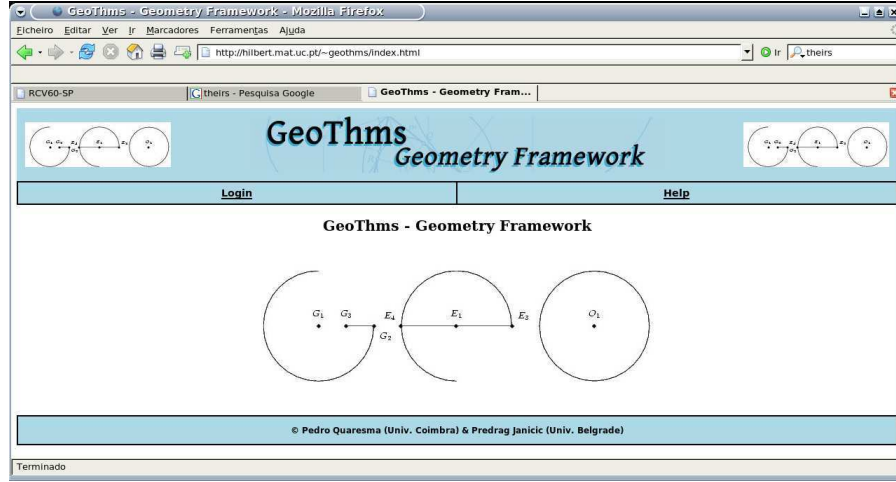 GeoThms - Geometry Framework - Mozilla Firefox
Ficheiro Editar Ver Ir Marcadores Ferramentas Ajuda
http://hilbert.mat.uc.pt/~geothms/index.html Ir theirs
RCV60-SP theirs - Pesquisa Google GeoThms - Geometry Fram...
GeoThms
Geometry Framework
Login Help
GeoThms - Geometry Framework
G₁ G₃ E₄ E₁ E₃ O₁
G₂
© Pedro Quaresma (Univ. Coimbra) & Predrag Janicic (Univ. Belgrade)
Terminado